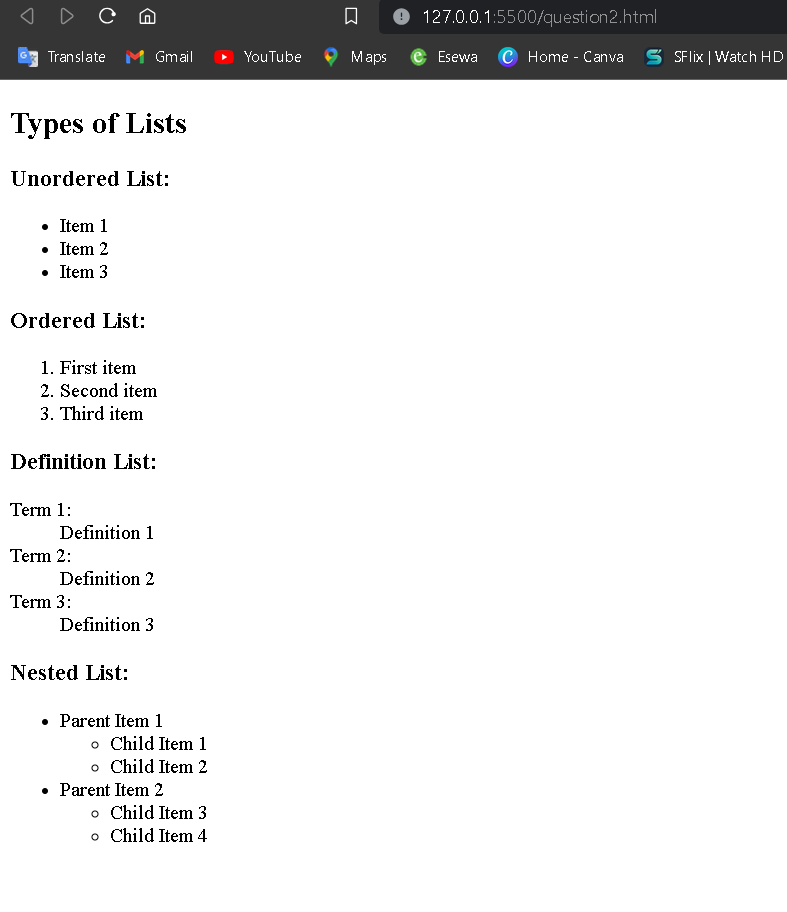 127.0.0.1:5500/question2.html
Translate Gmail YouTube Maps Esewa Home - Canva SFlix | Watch HD
Types of Lists
Unordered List:
• Item 1
• Item 2
• Item 3
Ordered List:
1. First item
2. Second item
3. Third item
Definition List:
Term 1:
Definition 1
Term 2:
Definition 2
Term 3:
Definition 3
Nested List:
• Parent Item 1
◦ Child Item 1
◦ Child Item 2
• Parent Item 2
◦ Child Item 3
◦ Child Item 4